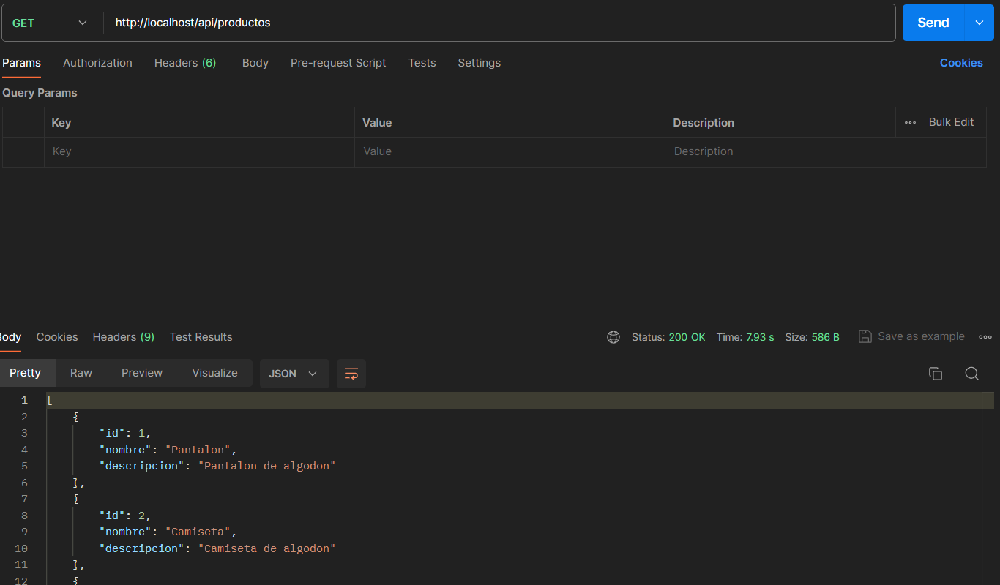 GET http://localhost/api/productos Send
Params Authorization Headers (6) Body Pre-request Script Tests Settings Cookies
Query Params
Key Value Description Bulk Edit
Key Value Description
Body Cookies Headers (9) Test Results Status: 200 OK Time: 7.93 s Size: 586 B Save as example
Pretty Raw Preview Visualize JSON
1 [
2 {
3 "id": 1,
4 "nombre": "Pantalon",
5 "descripcion": "Pantalon de algodon"
6 },
7 {
8 "id": 2,
9 "nombre": "Camiseta",
10 "descripcion": "Camiseta de algodon"
11 },
12 {